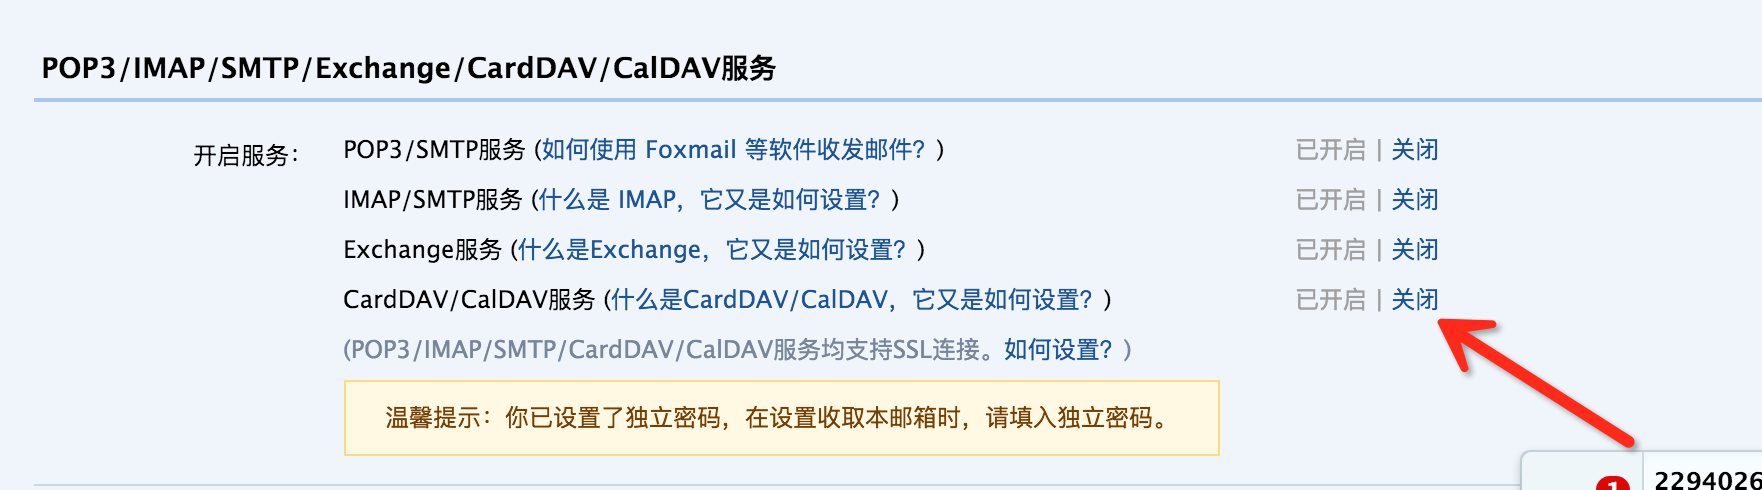 POP3/IMAP/SMTP/Exchange/CardDAV/CalDAV服务
开启服务： POP3/SMTP服务 (如何使用 Foxmail 等软件收发邮件？) 已开启 | 关闭
IMAP/SMTP服务 (什么是 IMAP，它又是如何设置？) 已开启 | 关闭
Exchange服务 (什么是Exchange，它又是如何设置？) 已开启 | 关闭
CardDAV/CalDAV服务 (什么是CardDAV/CalDAV，它又是如何设置？) 已开启 | 关闭
(POP3/IMAP/SMTP/CardDAV/CalDAV服务均支持SSL连接。如何设置？)
温馨提示：你已设置了独立密码，在设置收取本邮箱时，请填入独立密码。
1 2294026